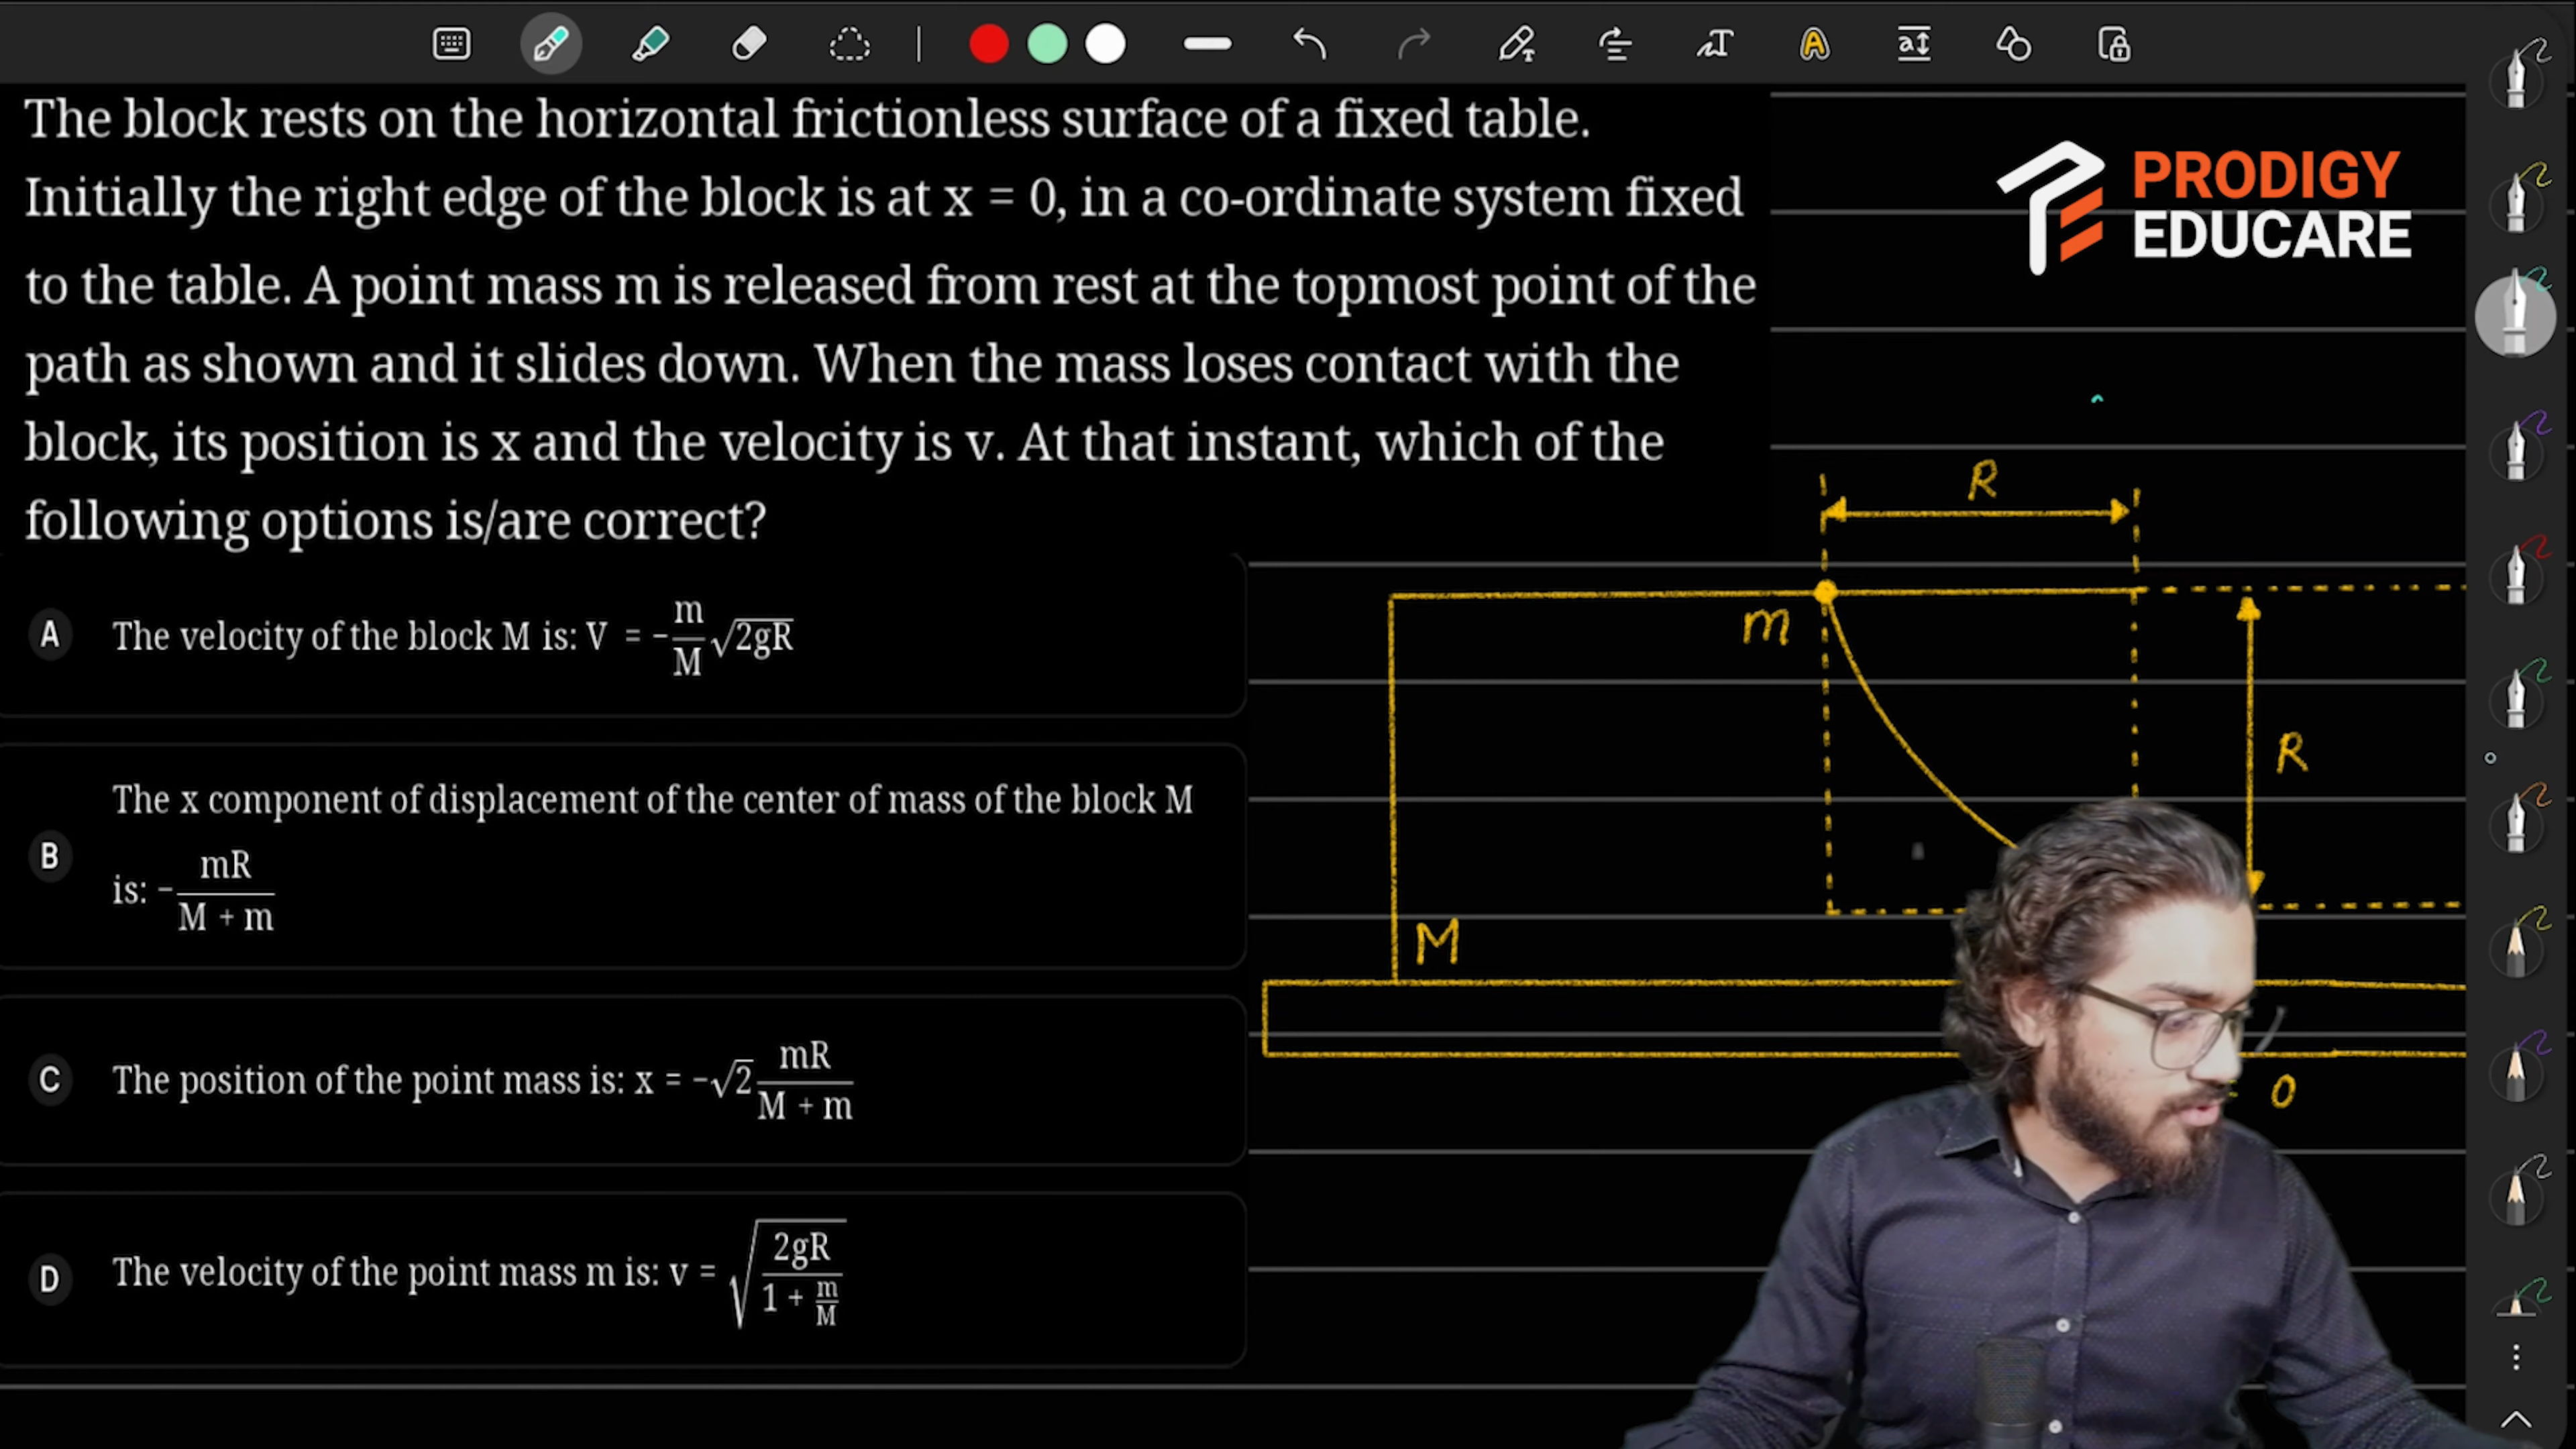 The block rests on the horizontal frictionless surface of a fixed table.
Initially the right edge of the block is at x = 0, in a co-ordinate system fixed
to the table. A point mass m is released from rest at the topmost point of the
path as shown and it slides down. When the mass loses contact with the
block, its position is x and the velocity is v. At that instant, which of the
following options is/are correct?
PRODIGY
EDUCARE
A The velocity of the block M is: V = -m/M √2gR
B The x component of displacement of the center of mass of the block M
is: -mR/(M + m)
C The position of the point mass is: x = -√2 mR/(M + m)
D The velocity of the point mass m is: v = √(2gR/(1 + m/M))
R
m
R
M
0